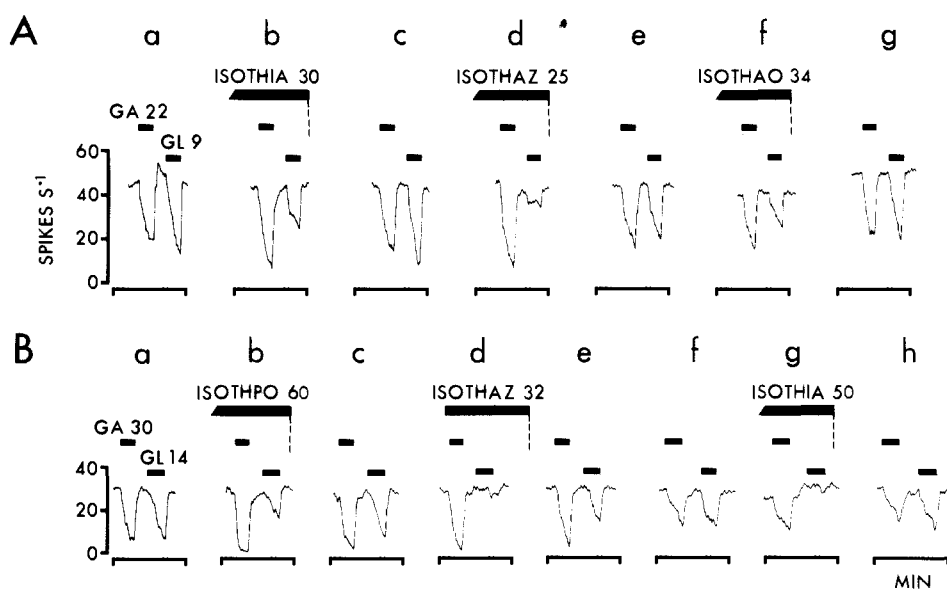 A a b c d e f g
ISOTHIA 30 ISOTHAZ 25 ISOTHAO 34
GA 22
GL 9
60
40
20
0
SPIKES S⁻¹
B a b c d e f g h
ISOTHPO 60 ISOTHAZ 32 ISOTHIA 50
GA 30
GL 14
40
20
0
MIN